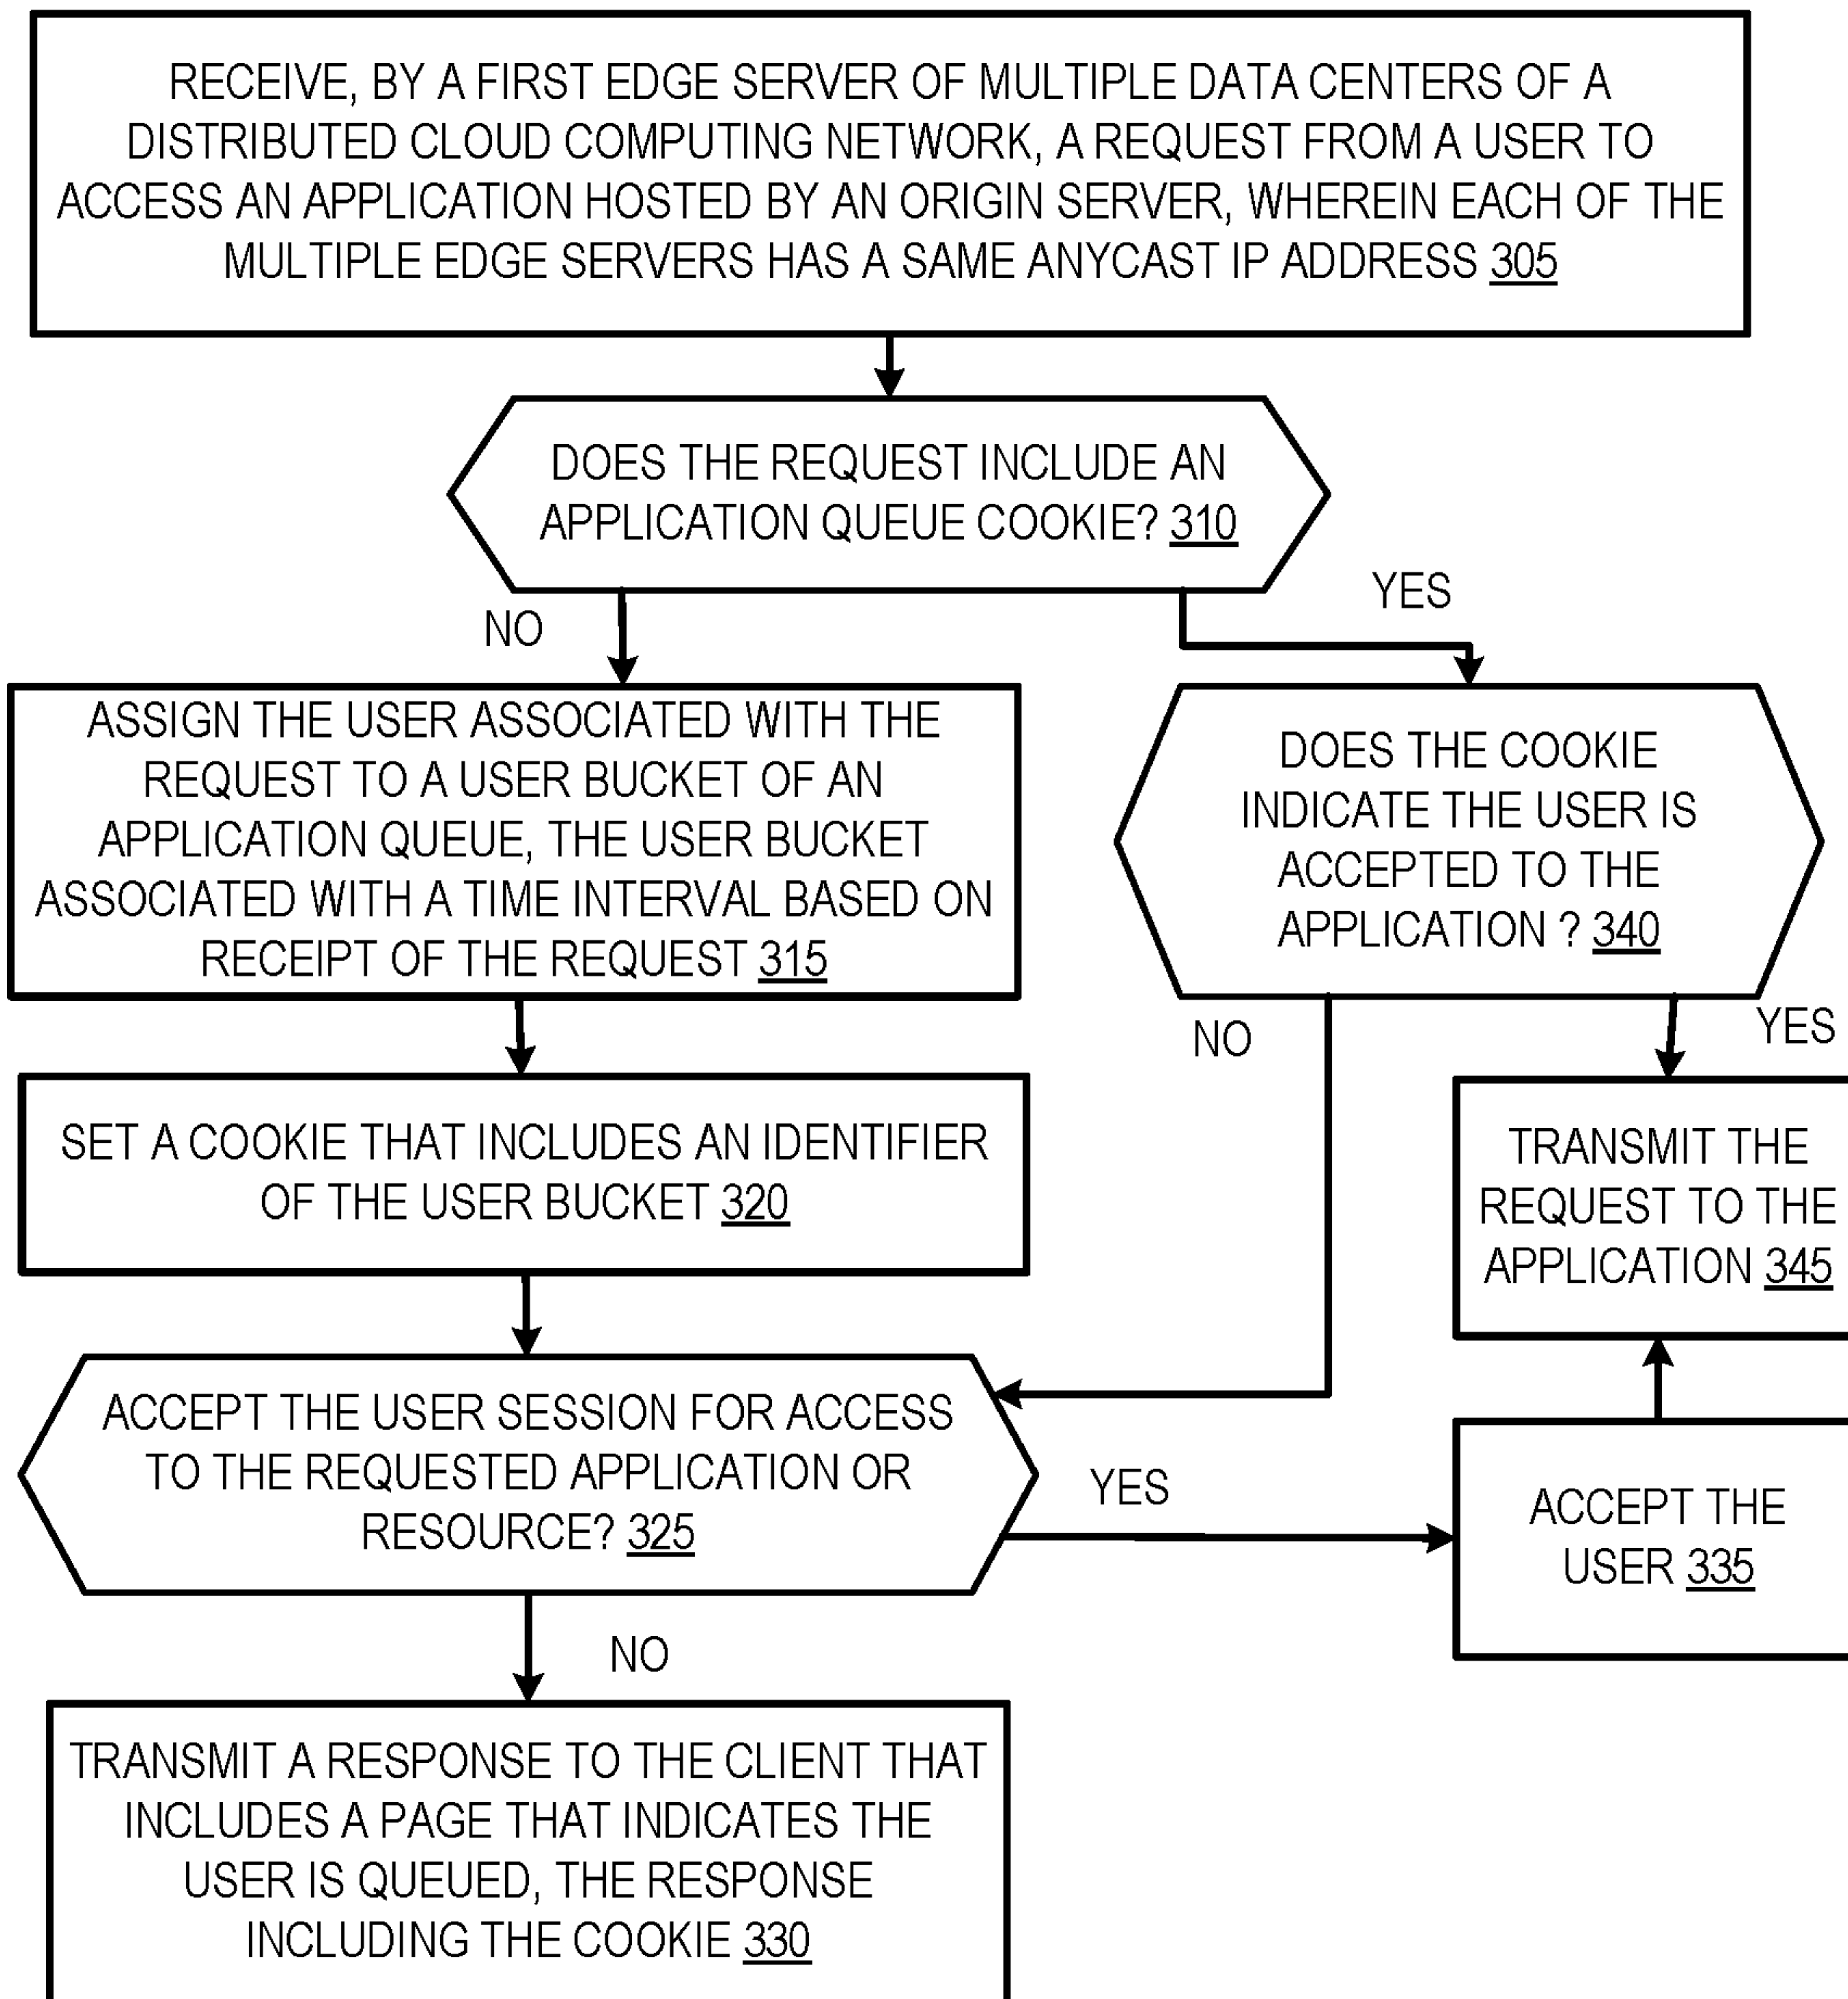 RECEIVE, BY A FIRST EDGE SERVER OF MULTIPLE DATA CENTERS OF A
DISTRIBUTED CLOUD COMPUTING NETWORK, A REQUEST FROM A USER TO
ACCESS AN APPLICATION HOSTED BY AN ORIGIN SERVER, WHEREIN EACH OF THE
MULTIPLE EDGE SERVERS HAS A SAME ANYCAST IP ADDRESS 305
DOES THE REQUEST INCLUDE AN
APPLICATION QUEUE COOKIE? 310
NO
YES
ASSIGN THE USER ASSOCIATED WITH THE
REQUEST TO A USER BUCKET OF AN
APPLICATION QUEUE, THE USER BUCKET
ASSOCIATED WITH A TIME INTERVAL BASED ON
RECEIPT OF THE REQUEST 315
DOES THE COOKIE
INDICATE THE USER IS
ACCEPTED TO THE
APPLICATION ? 340
NO
YES
SET A COOKIE THAT INCLUDES AN IDENTIFIER
OF THE USER BUCKET 320
TRANSMIT THE
REQUEST TO THE
APPLICATION 345
ACCEPT THE USER SESSION FOR ACCESS
TO THE REQUESTED APPLICATION OR
RESOURCE? 325
YES
ACCEPT THE
USER 335
NO
TRANSMIT A RESPONSE TO THE CLIENT THAT
INCLUDES A PAGE THAT INDICATES THE
USER IS QUEUED, THE RESPONSE
INCLUDING THE COOKIE 330